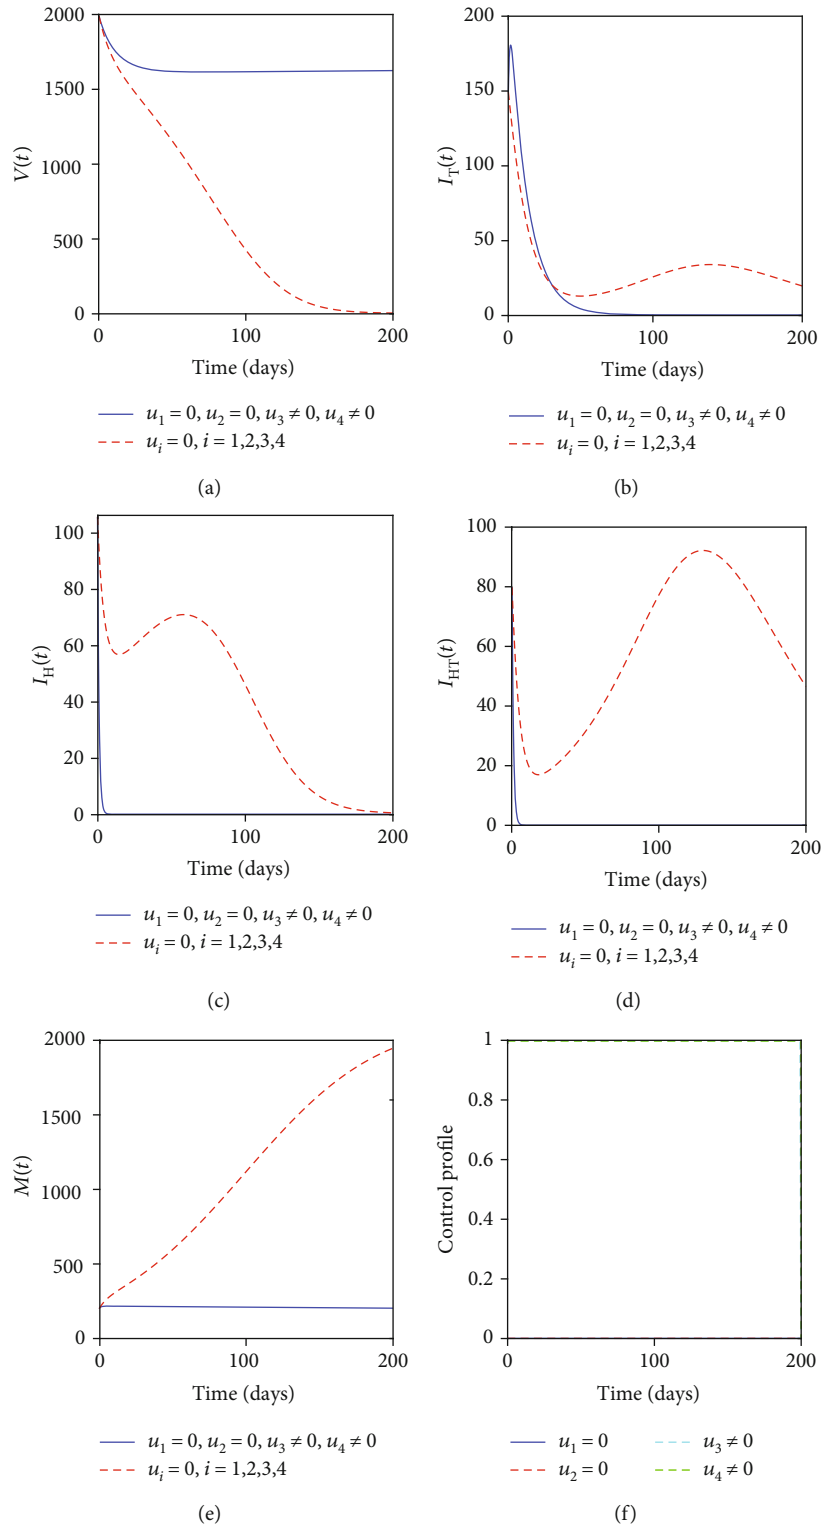 2000
1500
1000
500
0
V(t)
0 100 200
Time (days)
u1 = 0, u2 = 0, u3 ≠ 0, u4 ≠ 0
ui = 0, i = 1,2,3,4
(a)
200
150
100
50
0
IT(t)
0 100 200
Time (days)
u1 = 0, u2 = 0, u3 ≠ 0, u4 ≠ 0
ui = 0, i = 1,2,3,4
(b)
100
80
60
40
20
0
IH(t)
0 100 200
Time (days)
u1 = 0, u2 = 0, u3 ≠ 0, u4 ≠ 0
ui = 0, i = 1,2,3,4
(c)
100
80
60
40
20
0
IHT(t)
0 100 200
Time (days)
u1 = 0, u2 = 0, u3 ≠ 0, u4 ≠ 0
ui = 0, i = 1,2,3,4
(d)
2000
1500
1000
500
0
M(t)
0 100 200
Time (days)
u1 = 0, u2 = 0, u3 ≠ 0, u4 ≠ 0
ui = 0, i = 1,2,3,4
(e)
1
0.8
0.6
0.4
0.2
0
Control profile
0 100 200
Time (days)
u1 = 0 u3 ≠ 0
u2 = 0 u4 ≠ 0
(f)